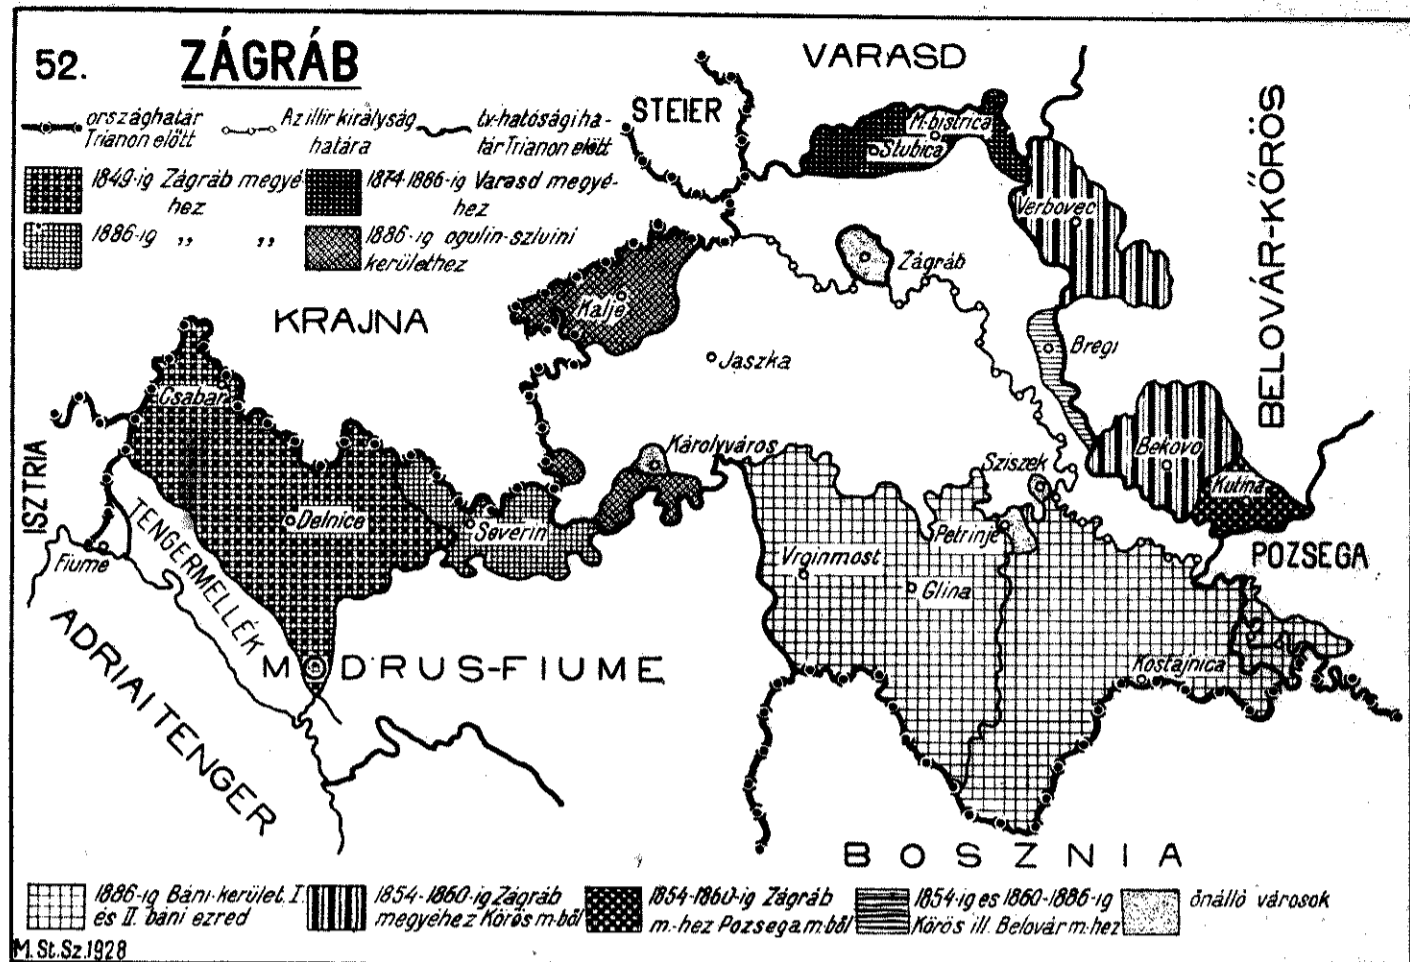 52. ZÁGRÁB
országhatár
Trianon előtt
Az illir királyság
határa
tv-hatósági ha-
tár Trianon előtt
1849-ig Zágráb megyé-
hez
1874-1886-ig Varasd megyé-
hez
1886-ig „ „
1886-ig ogulin-szluini
kerülethez
VARASD
STEIER
M.bistrica
Stubica
Verbovec
BELOVÁR-KŐRÖS
Zágráb
KRAJNA
Kalje
Bregi
Jaszka
Csabar
ISZTRIA
Károlyváros
Sziszek
Bekovo
Kutina
Delnice
Severin
Petrinje
POZSEGA
TENGERMELLÉK
Fiume
Vrginmost
Glina
ADRIAI TENGER
MODRUS-FIUME
Kostajnica
BOSZNIA
1886-ig Báni-kerület. I.
és II. báni ezred
1854-1860-ig Zágráb
megyéhez Körös m-ből
1854-1860-ig Zágráb
m.-hez Pozsega m-ből
1854-ig es 1860-1886-ig
Körös ill. Belovár m-hez
önálló városok
M. St. Sz. 1928